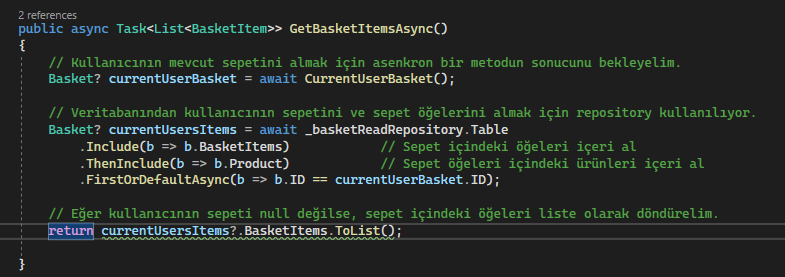 2 references
public async Task<List<BasketItem>> GetBasketItemsAsync()
{
// Kullanıcının mevcut sepetini almak için asenkron bir metodun sonucunu bekleyelim.
Basket? currentUserBasket = await CurrentUserBasket();
// Veritabanından kullanıcının sepetini ve sepet öğelerini almak için repository kullanılıyor.
Basket? currentUsersItems = await _basketReadRepository.Table
.Include(b => b.BasketItems) // Sepet içindeki öğeleri içeri al
.ThenInclude(b => b.Product) // Sepet öğeleri içindeki ürünleri içeri al
.FirstOrDefaultAsync(b => b.ID == currentUserBasket.ID);
// Eğer kullanıcının sepeti null değilse, sepet içindeki öğeleri liste olarak döndürelim.
return currentUsersItems?.BasketItems.ToList();
}